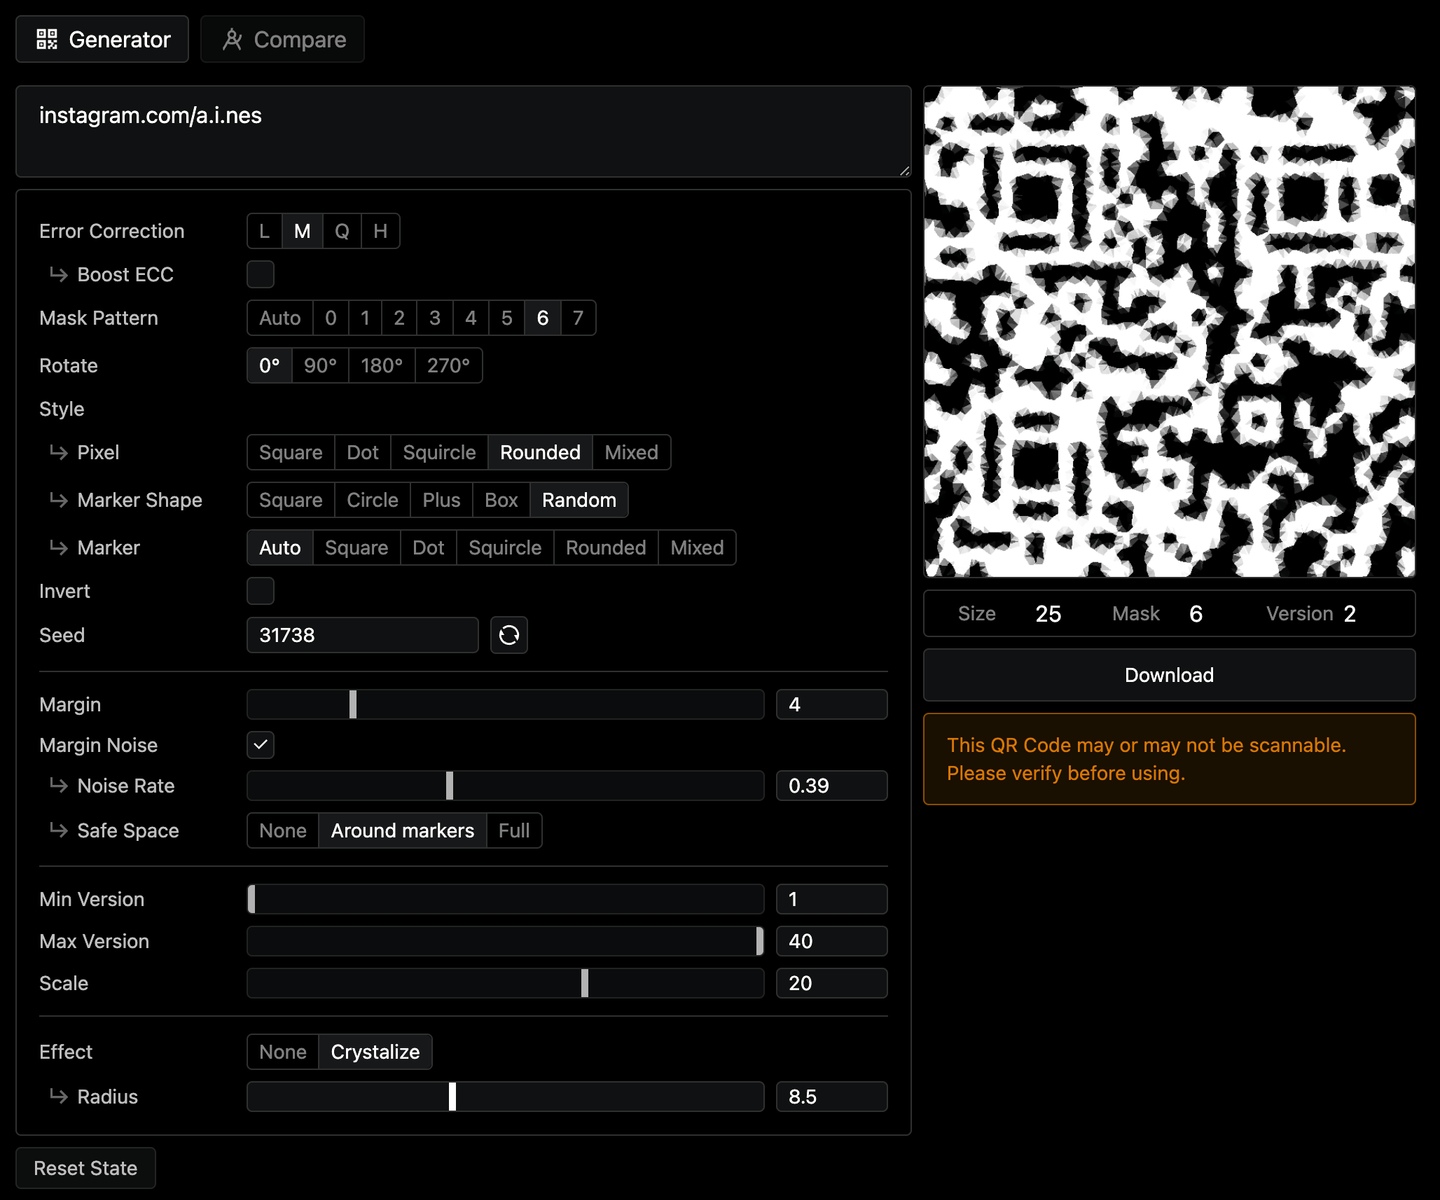 Generator Compare
instagram.com/a.i.nes
Error Correction L M Q H
Boost ECC
Mask Pattern Auto 0 1 2 3 4 5 6 7
Rotate 0° 90° 180° 270°
Style
Pixel Square Dot Squircle Rounded Mixed
Marker Shape Square Circle Plus Box Random
Marker Auto Square Dot Squircle Rounded Mixed
Invert
Seed 31738
Margin 4
Margin Noise
Noise Rate 0.39
Safe Space None Around markers Full
Min Version 1
Max Version 40
Scale 20
Effect None Crystalize
Radius 8.5
Reset State
Size 25 Mask 6 Version 2
Download
This QR Code may or may not be scannable.
Please verify before using.